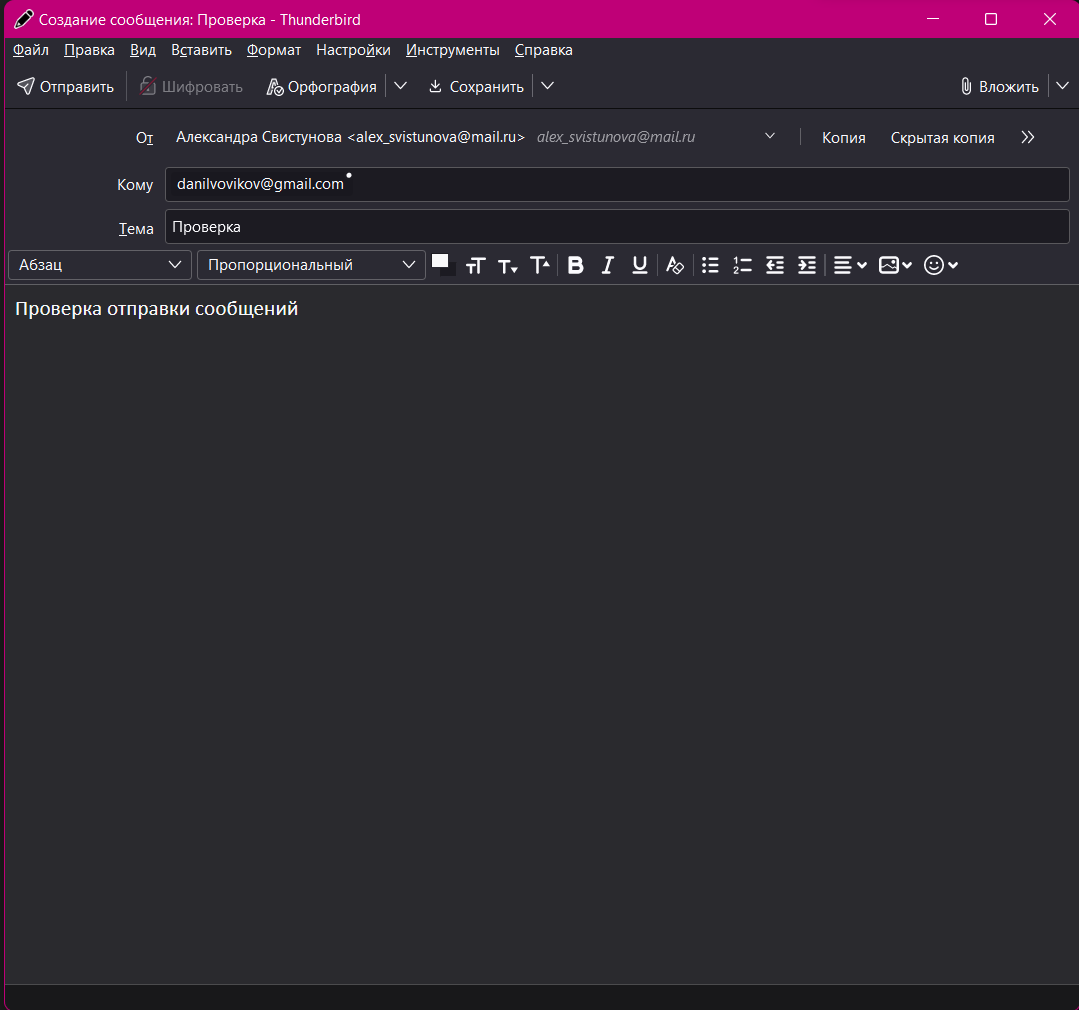 Создание сообщения: Проверка - Thunderbird
Файл Правка Вид Вставить Формат Настройки Инструменты Справка
Отправить Шифровать Орфография Сохранить Вложить
От Александра Свистунова <alex_svistunova@mail.ru> alex_svistunova@mail.ru Копия Скрытая копия
Кому danilvovikov@gmail.com
Тема Проверка
Абзац Пропорциональный
Проверка отправки сообщений